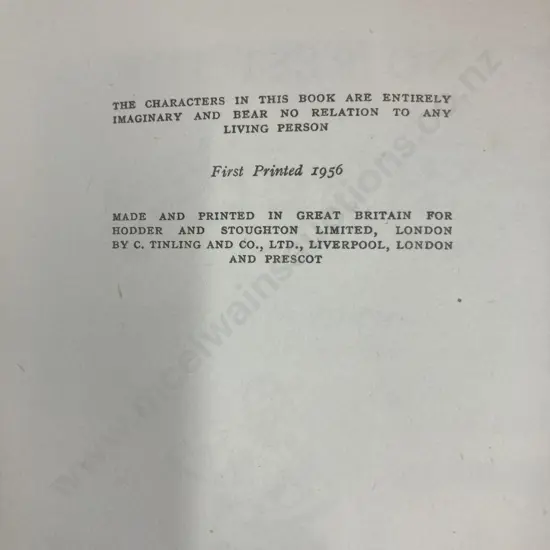 THE CHARACTERS IN THIS BOOK ARE ENTIRELY
IMAGINARY AND BEAR NO RELATION TO ANY
LIVING PERSON
First Printed 1956
MADE AND PRINTED IN GREAT BRITAIN FOR
HODDER AND STOUGHTON LIMITED, LONDON
BY C. TINLING AND CO., LTD., LIVERPOOL, LONDON
AND PRESCOT